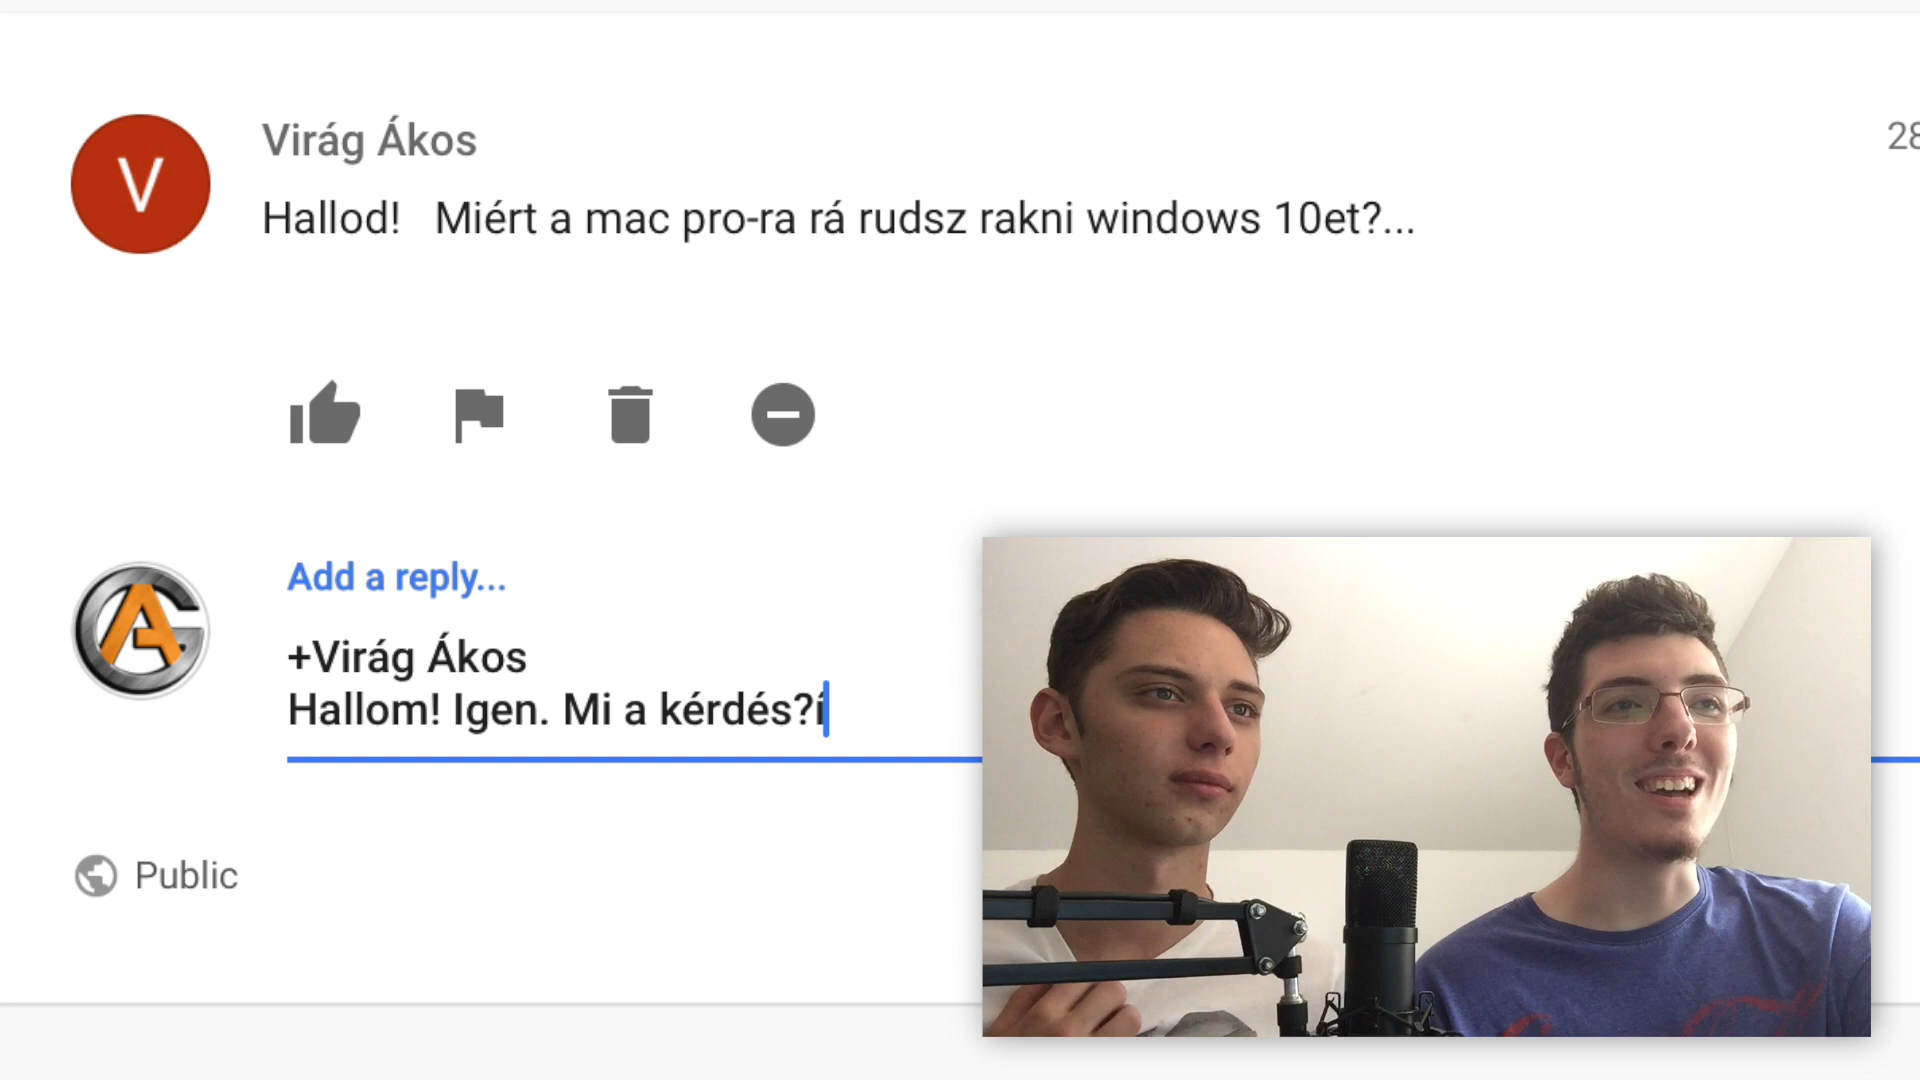 V
Virág Ákos
28
Hallod!   Miért a mac pro-ra rá rudsz rakni windows 10et?...
AG
Add a reply...
+Virág Ákos
Hallom! Igen. Mi a kérdés?í
Public